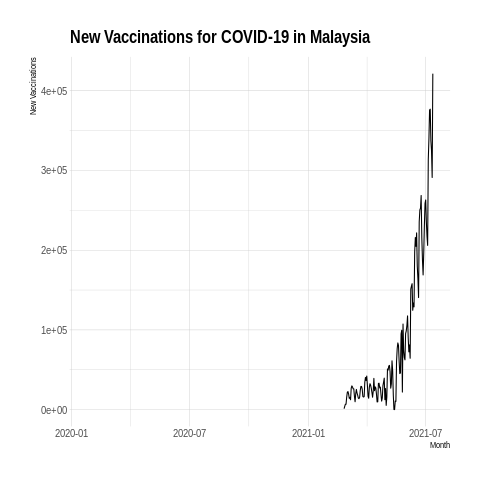 New Vaccinations for COVID-19 in Malaysia
New Vaccinations
4e+05
3e+05
2e+05
1e+05
0e+00
2020-01 2020-07 2021-01 2021-07
Month